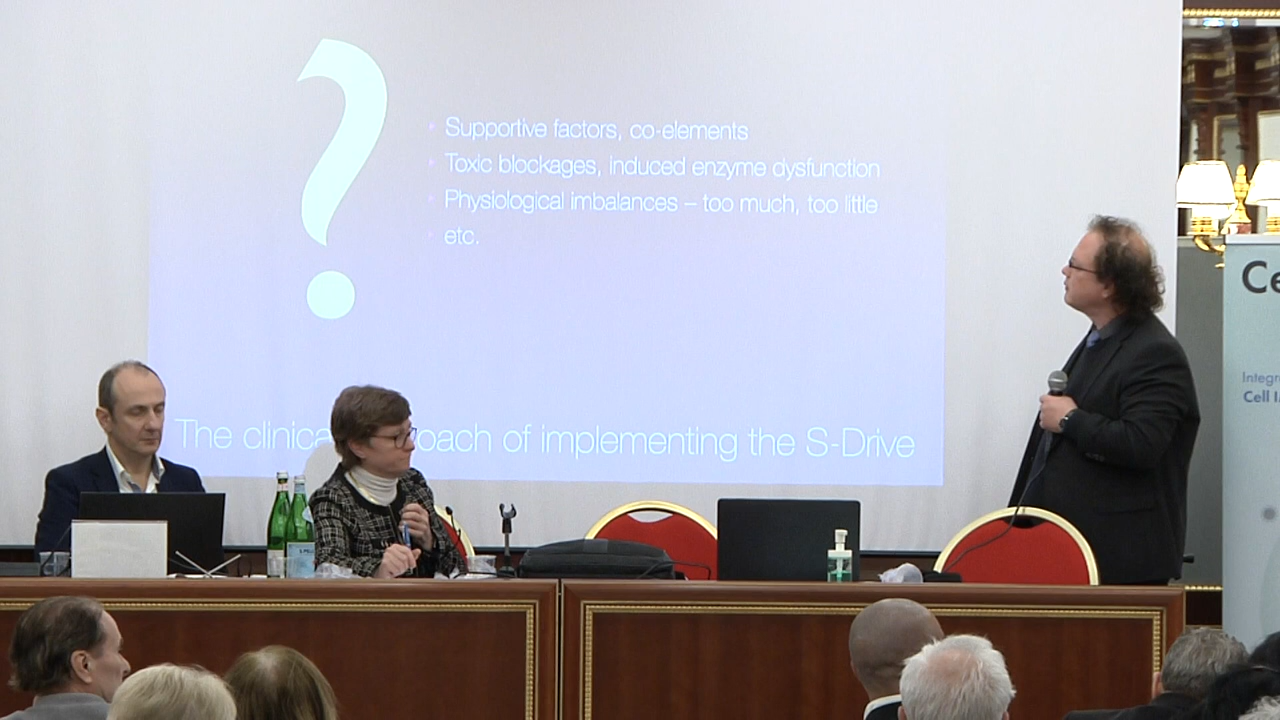 ?
Supportive factors, co-elements
Toxic blockages, induced enzyme dysfunction
Physiological imbalances – too much, too little
etc.
The clinica oach of implementing the S-Drive
Ce
Integr
Cell I